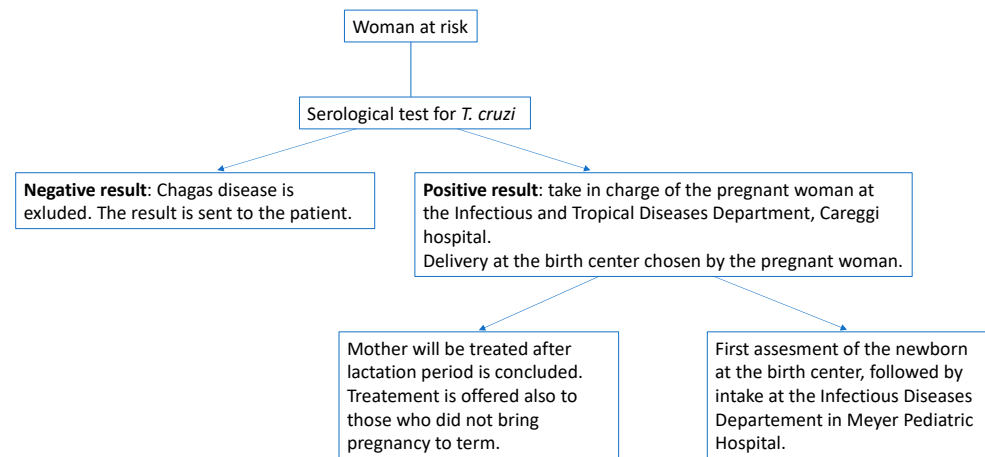 Woman at risk
Serological test for T. cruzi
Negative result: Chagas disease is
exluded. The result is sent to the patient.
Positive result: take in charge of the pregnant woman at
the Infectious and Tropical Diseases Department, Careggi
hospital.
Delivery at the birth center chosen by the pregnant woman.
Mother will be treated after
lactation period is concluded.
Treatement is offered also to
those who did not bring
pregnancy to term.
First assesment of the newborn
at the birth center, followed by
intake at the Infectious Diseases
Departement in Meyer Pediatric
Hospital.